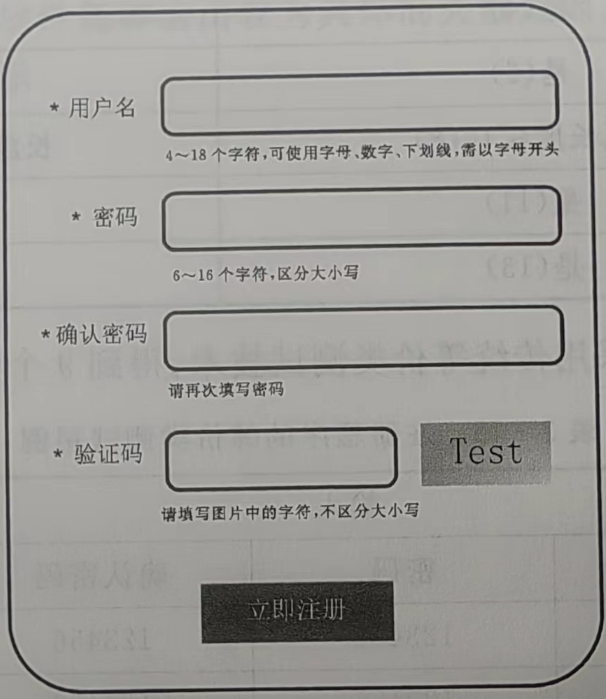 * 用户名
4～18 个字符,可使用字母、数字、下划线,需以字母开头
* 密码
6～16 个字符,区分大小写
* 确认密码
请再次填写密码
* 验证码 Test
请填写图片中的字符,不区分大小写
立即注册